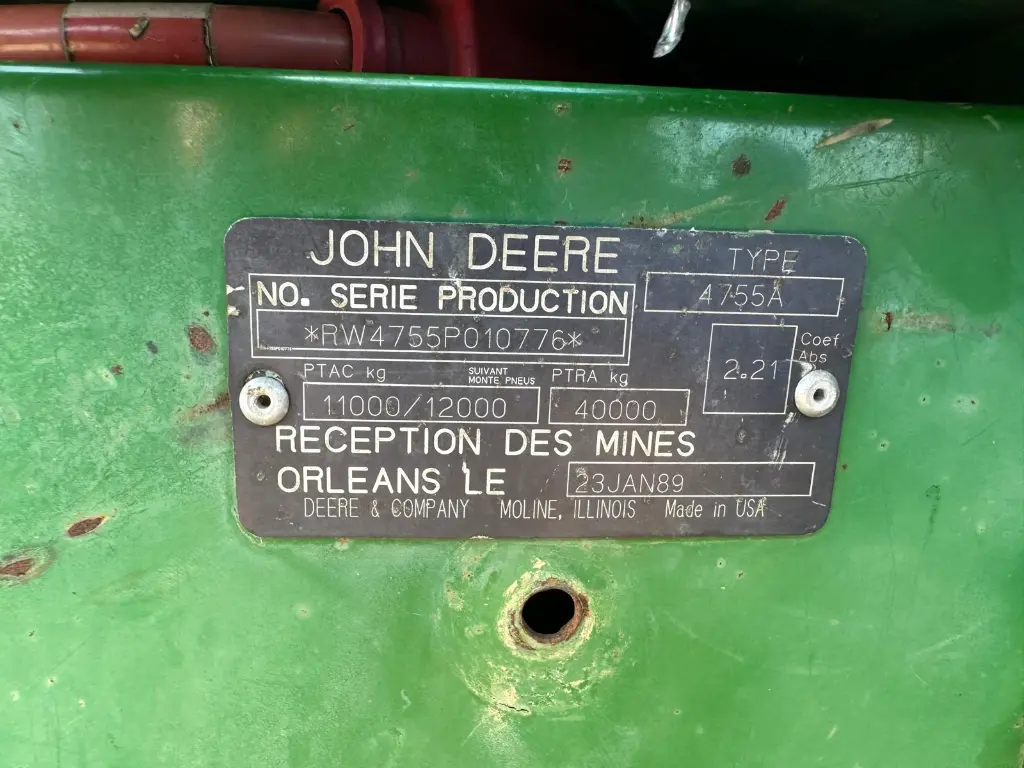 JOHN DEERE
TYPE
4755A
NO. SERIE PRODUCTION
*RW4755P010776*
Coef
Abs
2.21
PTAC kg
SUIVANT
MONTE PNEUS
PTRA kg
11000/12000
40000
RECEPTION DES MINES
ORLEANS LE
23JAN89
DEERE & COMPANY MOLINE, ILLINOIS Made in USA